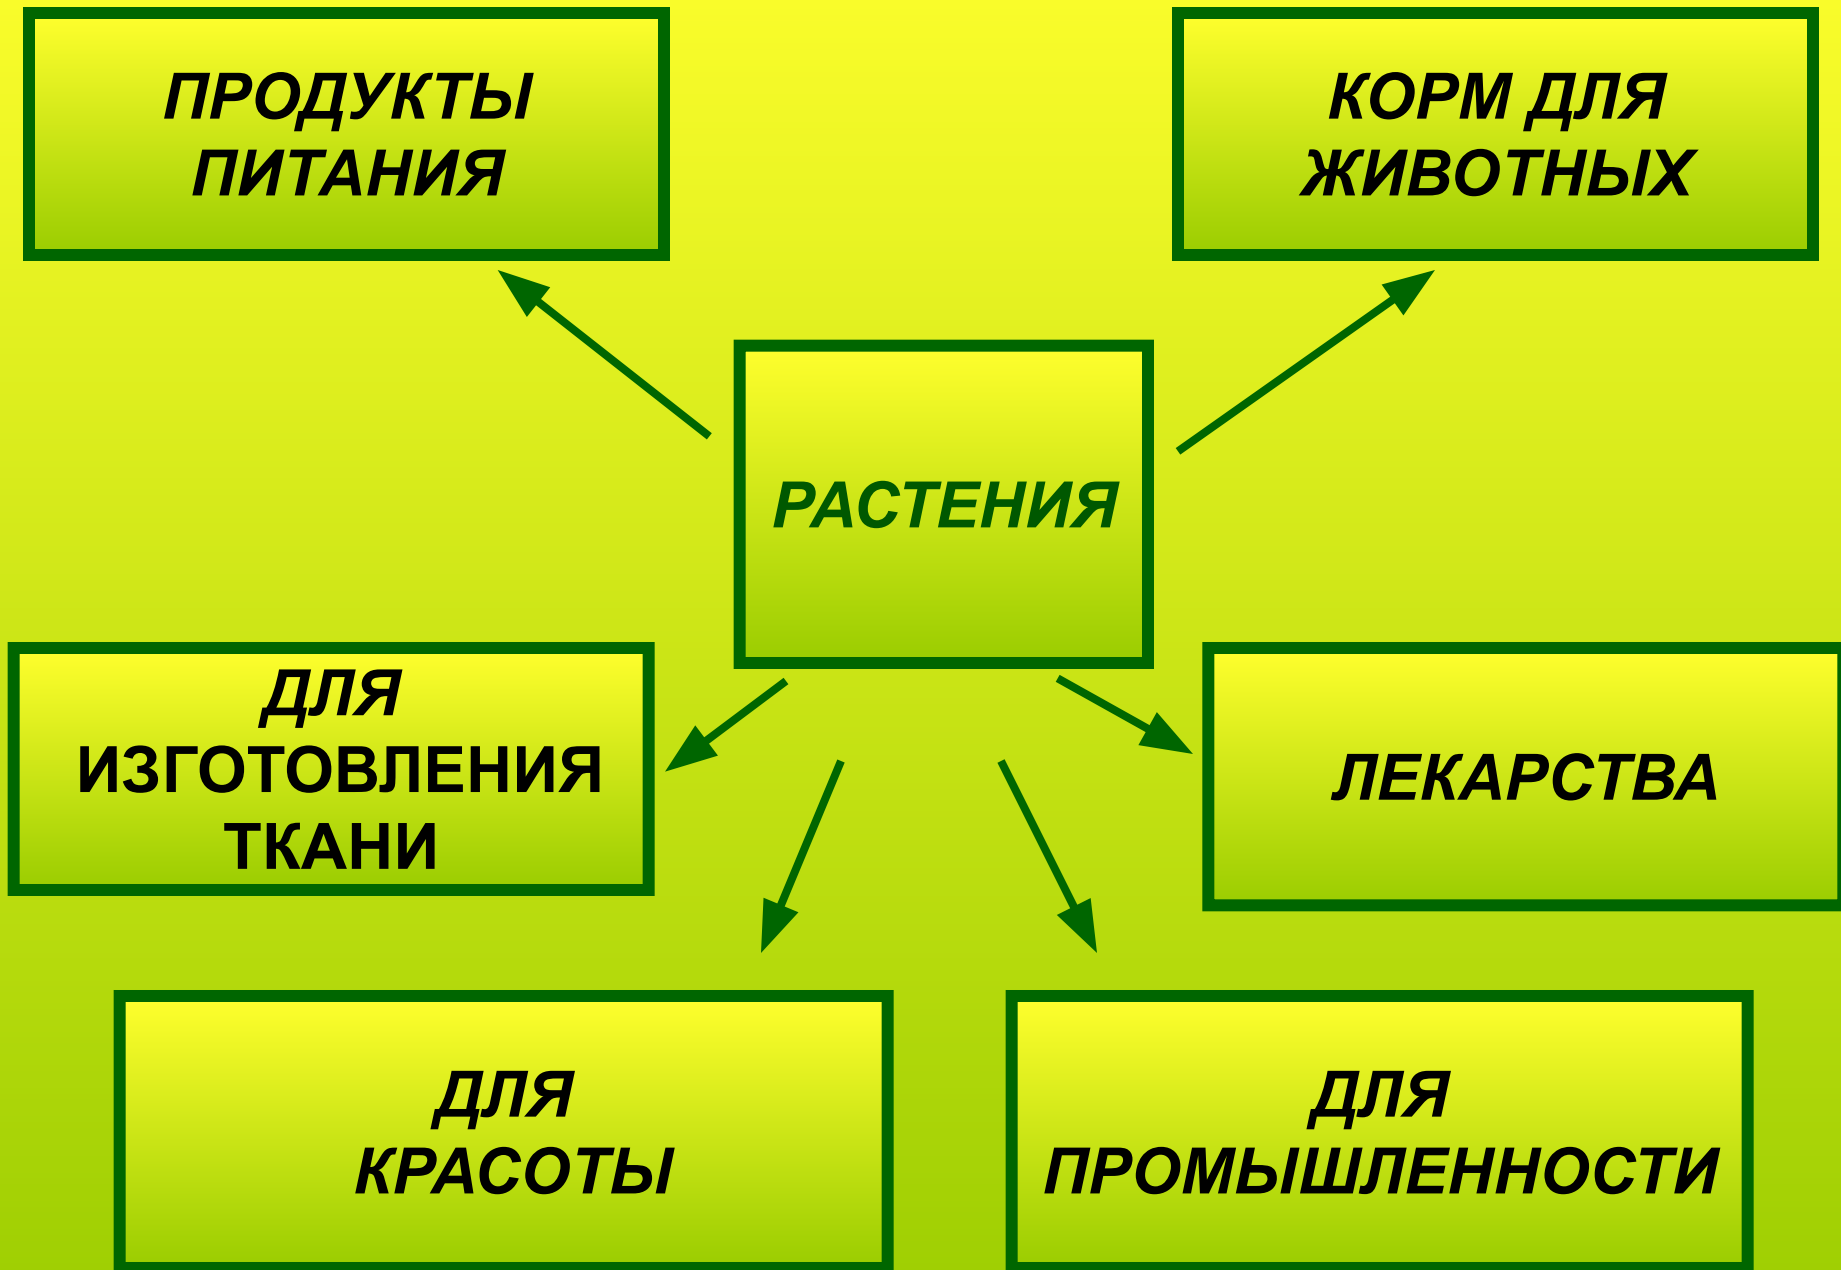 ПРОДУКТЫ
ПИТАНИЯ
КОРМ ДЛЯ
ЖИВОТНЫХ
РАСТЕНИЯ
ДЛЯ
ИЗГОТОВЛЕНИЯ
ТКАНИ
ЛЕКАРСТВА
ДЛЯ
КРАСОТЫ
ДЛЯ
ПРОМЫШЛЕННОСТИ